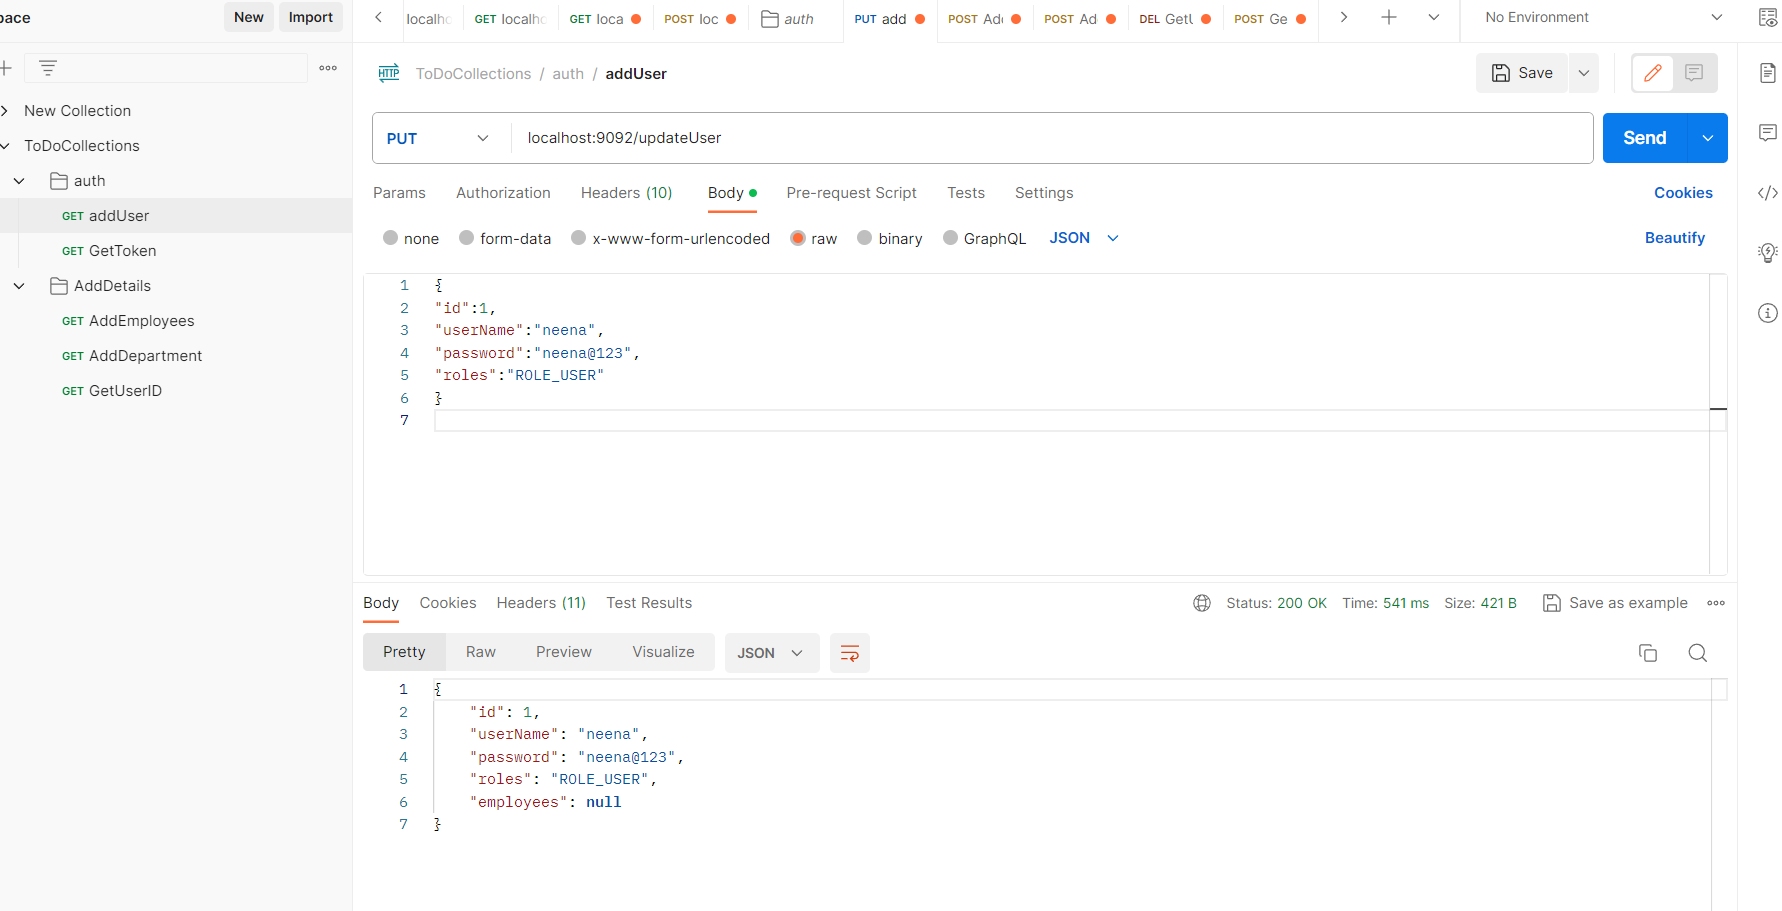 pace
New Import
localhc GET localhc GET loca POST loc auth PUT add POST Add POST Ad DEL GetU POST Ge No Environment
ToDoCollections / auth / addUser
Save
New Collection
ToDoCollections
auth
GET addUser
GET GetToken
AddDetails
GET AddEmployees
GET AddDepartment
GET GetUserID
HTTP
PUT localhost:9092/updateUser Send
Params Authorization Headers (10) Body Pre-request Script Tests Settings Cookies
none form-data x-www-form-urlencoded raw binary GraphQL JSON Beautify
1 {
2 "id":1,
3 "userName":"neena",
4 "password":"neena@123",
5 "roles":"ROLE_USER"
6 }
7
Body Cookies Headers (11) Test Results Status: 200 OK Time: 541 ms Size: 421 B Save as example
Pretty Raw Preview Visualize JSON
1 {
2 "id": 1,
3 "userName": "neena",
4 "password": "neena@123",
5 "roles": "ROLE_USER",
6 "employees": null
7 }